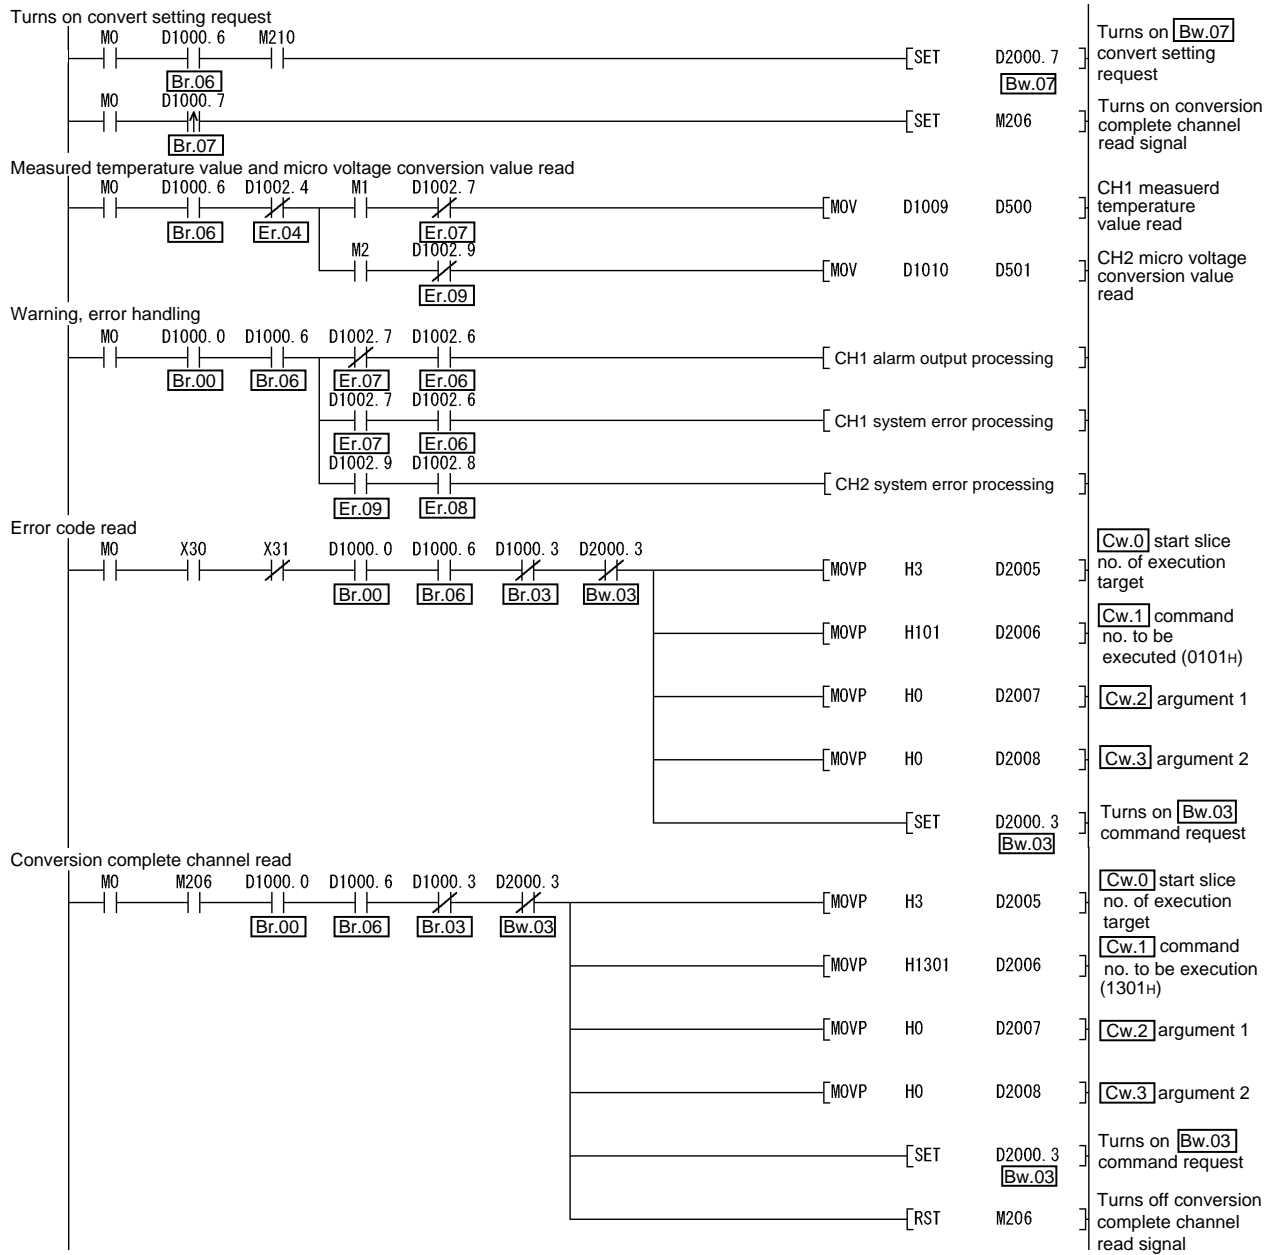 Turns on convert setting request
M0 D1000. 6 M210
[SET D2000. 7]
Br.06 Bw.07
Turns on Bw.07
convert setting
request
M0 D1000. 7
[SET M206]
Br.07
Turns on conversion
complete channel
read signal
Measured temperature value and micro voltage conversion value read
M0 D1000. 6 D1002. 4 M1 D1002. 7
[MOV D1009 D500]
Br.06 Er.04 Er.07
CH1 measuerd
temperature
value read
M2 D1002. 9
[MOV D1010 D501]
Er.09
CH2 micro voltage
conversion value
read
Warning, error handling
M0 D1000. 0 D1000. 6 D1002. 7 D1002. 6
[CH1 alarm output processing]
Br.00 Br.06 Er.07 Er.06
D1002. 7 D1002. 6
[CH1 system error processing]
Er.07 Er.06
D1002. 9 D1002. 8
[CH2 system error processing]
Er.09 Er.08
Error code read
M0 X30 X31 D1000. 0 D1000. 6 D1000. 3 D2000. 3
[MOVP H3 D2005]
Br.00 Br.06 Br.03 Bw.03
Cw.0 start slice
no. of execution
target
[MOVP H101 D2006]
Cw.1 command
no. to be
executed (0101H)
[MOVP H0 D2007]
Cw.2 argument 1
[MOVP H0 D2008]
Cw.3 argument 2
[SET D2000. 3]
Bw.03
Turns on Bw.03
command request
Conversion complete channel read
M0 M206 D1000. 0 D1000. 6 D1000. 3 D2000. 3
[MOVP H3 D2005]
Br.00 Br.06 Br.03 Bw.03
Cw.0 start slice
no. of execution
target
[MOVP H1301 D2006]
Cw.1 command
no. to be execution
(1301H)
[MOVP H0 D2007]
Cw.2 argument 1
[MOVP H0 D2008]
Cw.3 argument 2
[SET D2000. 3]
Bw.03
Turns on Bw.03
command request
[RST M206]
Turns off conversion
complete channel
read signal